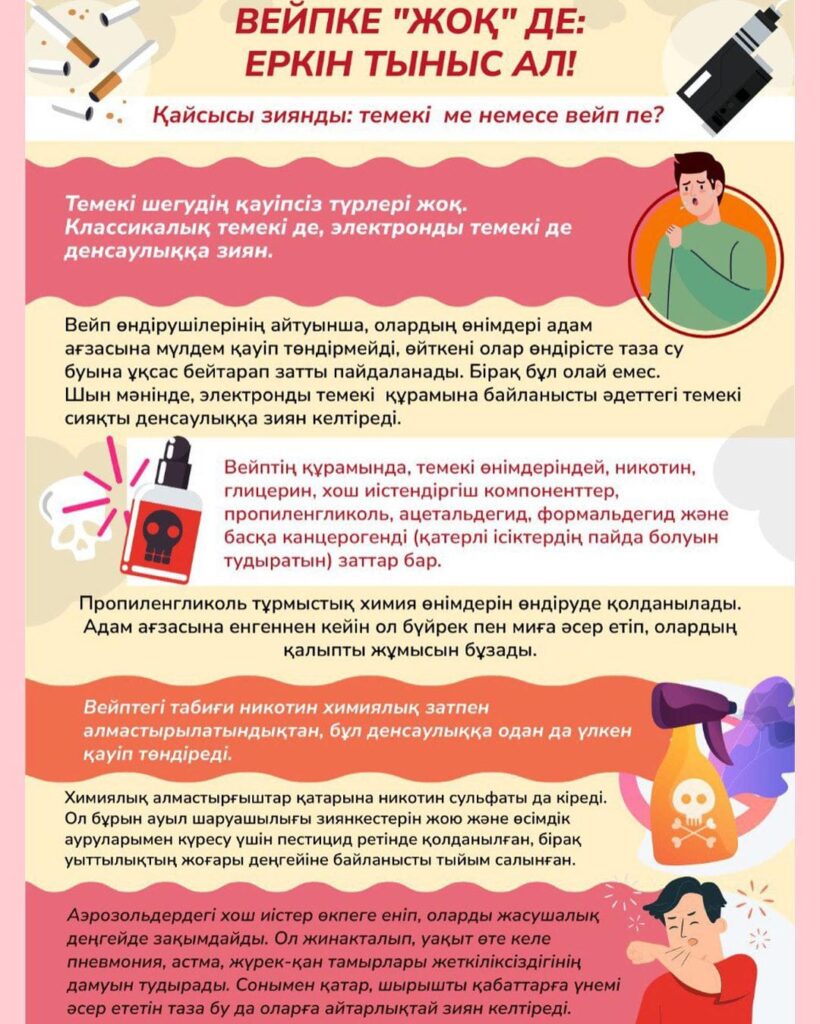 ВЕЙПКЕ "ЖОҚ" ДЕ:
ЕРКІН ТЫНЫС АЛ!
Қайсысы зиянды: темекі ме немесе вейп пе?
Темекі шегудің қауіпсіз түрлері жоқ.
Классикалық темекі де, электронды темекі де
денсаулыққа зиян.
Вейп өндірушілерінің айтуынша, олардың өнімдері адам
ағзасына мүлдем қауіп төндірмейді, өйткені олар өндірісте таза су
буына ұқсас бейтарап затты пайдаланады. Бірақ бұл олай емес.
Шын мәнінде, электронды темекі құрамына байланысты әдеттегі темекі
сияқты денсаулыққа зиян келтіреді.
Вейптің құрамында, темекі өнімдеріндей, никотин,
глицерин, хош иістендіргіш компоненттер,
пропиленгликоль, ацетальдегид, формальдегид және
басқа канцерогенді (қатерлі ісіктердің пайда болуын
тудыратын) заттар бар.
Пропиленгликоль тұрмыстық химия өнімдерін өндіруде қолданылады.
Адам ағзасына енгеннен кейін ол бүйрек пен миға әсер етіп, олардың
қалыпты жұмысын бұзады.
Вейптегі табиғи никотин химиялық затпен
алмастырылатындықтан, бұл денсаулыққа одан да үлкен
қауіп төндіреді.
Химиялық алмастырғыштар қатарына никотин сульфаты да кіреді.
Ол бұрын ауыл шаруашылығы зиянкестерін жою және өсімдік
ауруларымен күресу үшін пестицид ретінде қолданылған, бірақ
уыттылықтың жоғары деңгейіне байланысты тыйым салынған.
Аэрозольдердегі хош иістер өкпеге еніп, оларды жасушалық
деңгейде зақымдайды. Ол жинакталып, уақыт өте келе
пневмония, астма, жүрек-қан тамырлары жеткіліксіздігінің
дамуын тудырады. Сонымен қатар, шырышты қабаттарға үнемі
әсер ететін таза бу да оларға айтарлықтай зиян келтіреді.